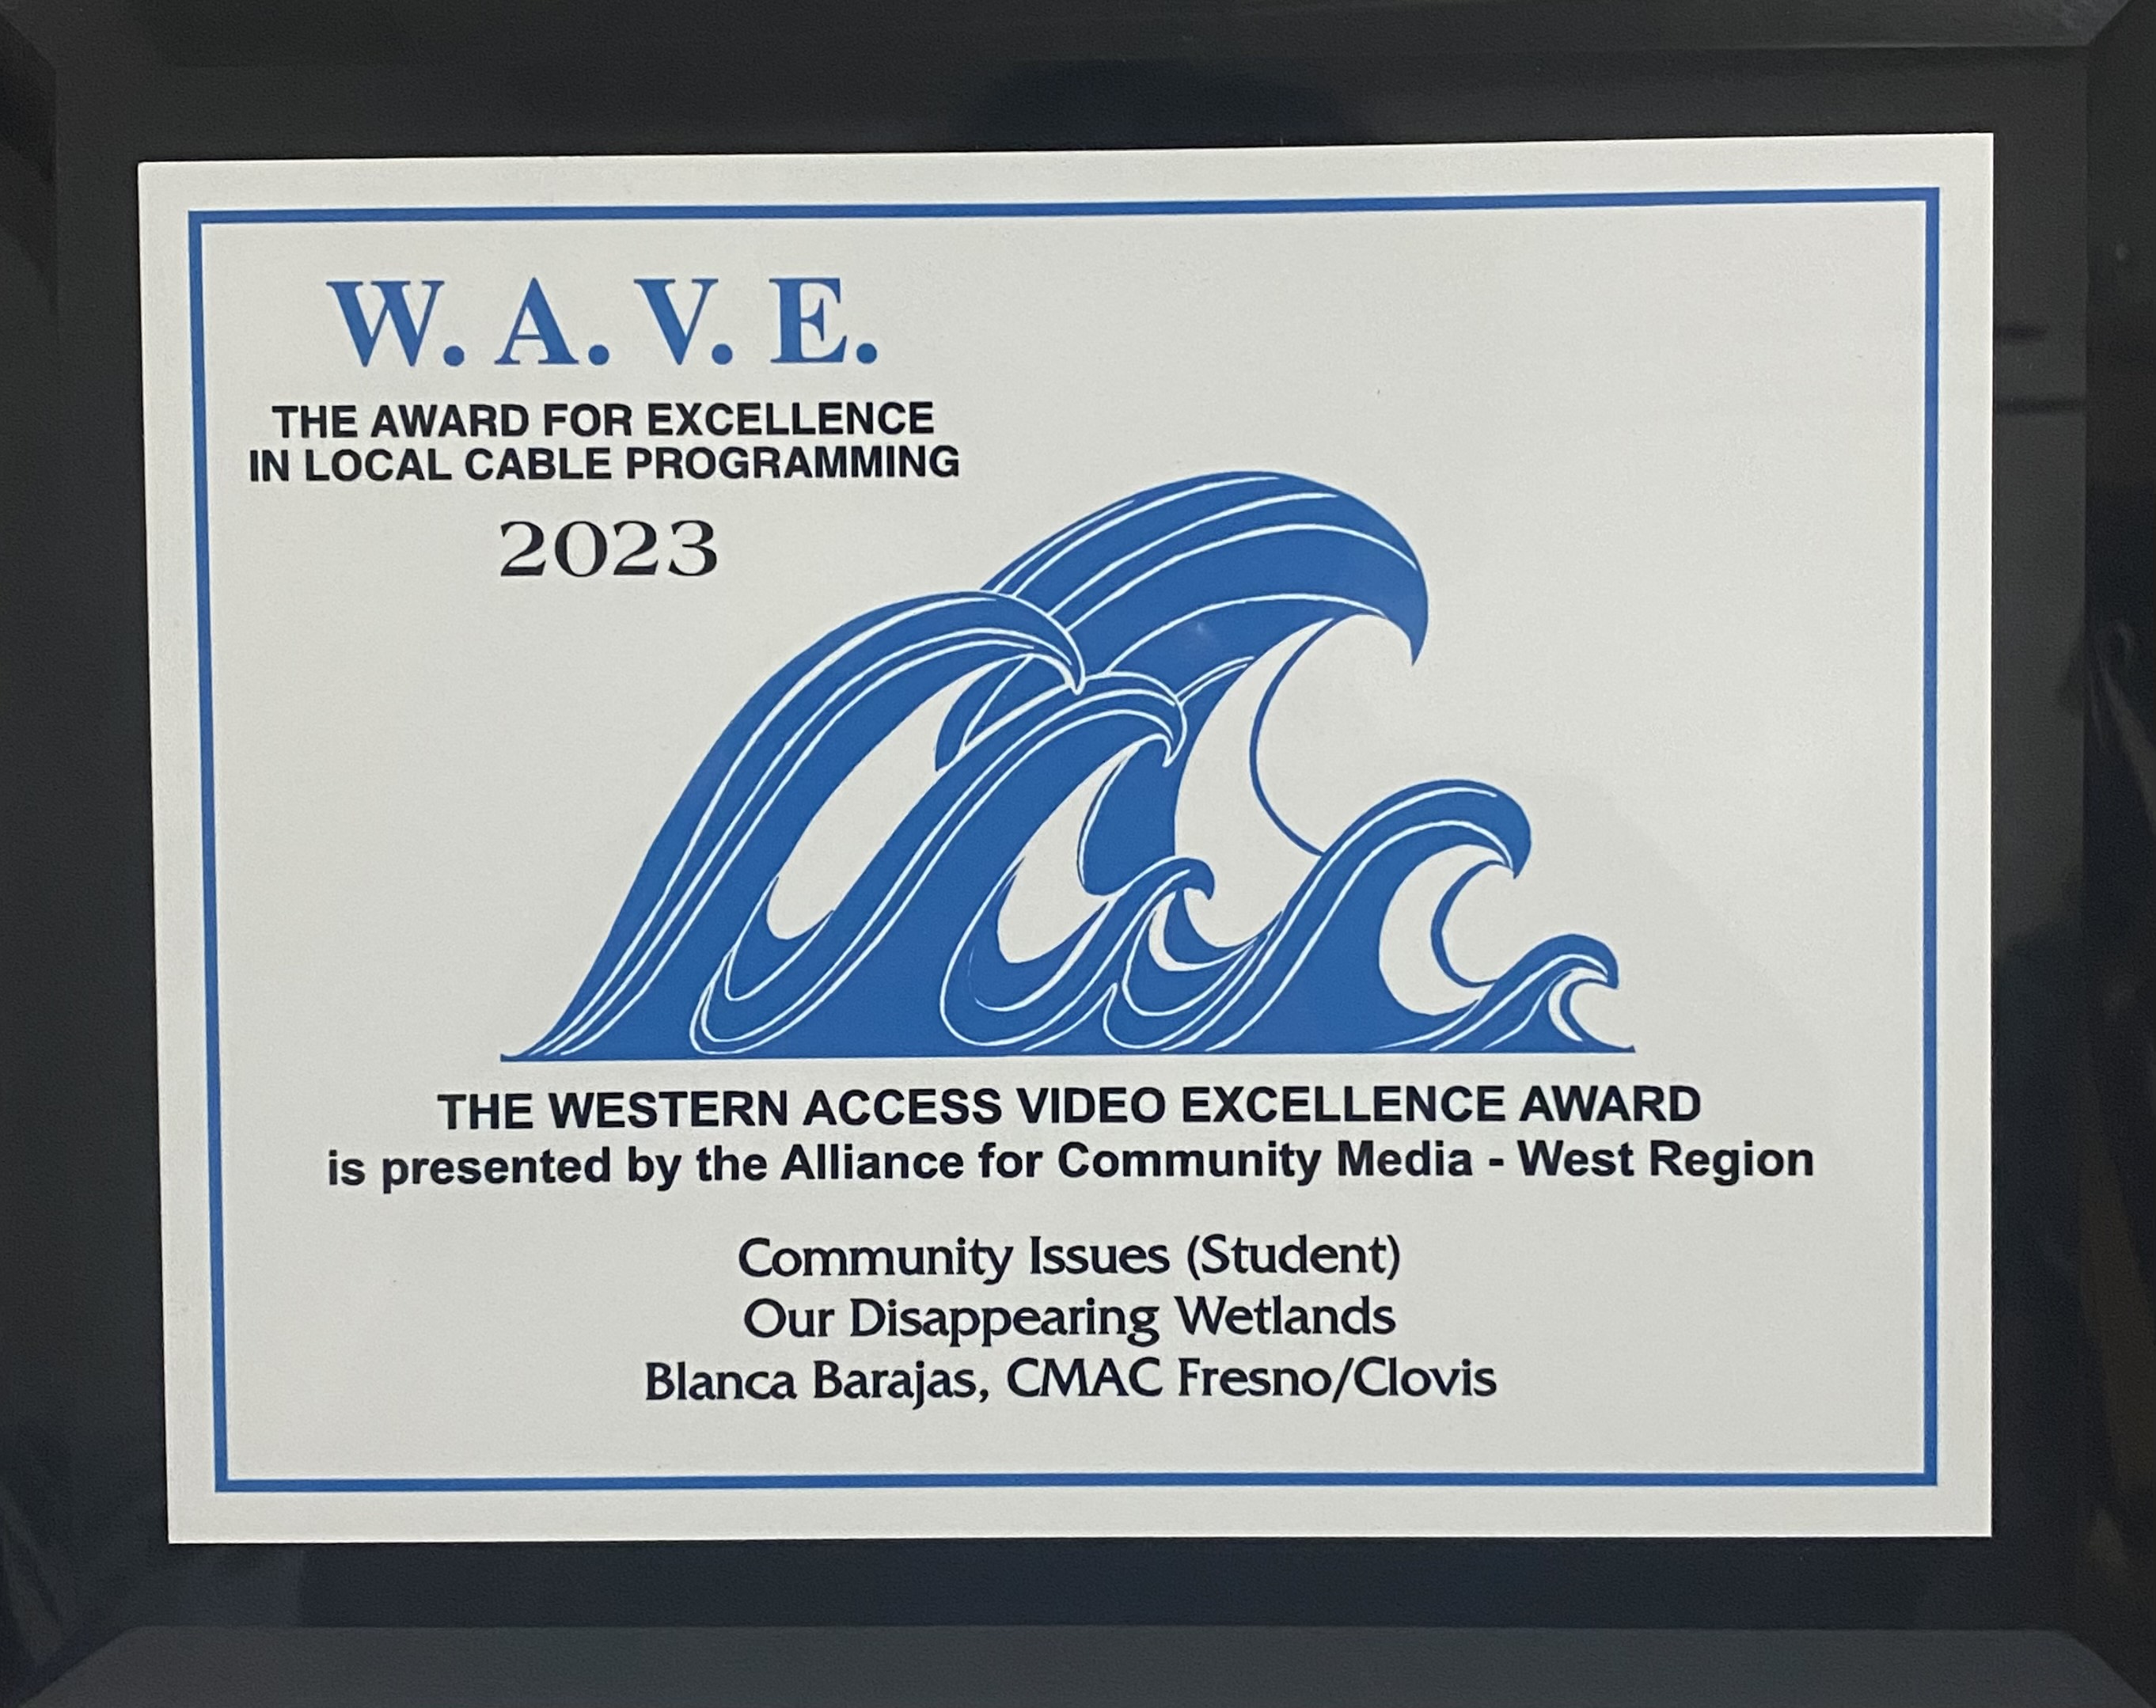 W. A. V. E.
THE AWARD FOR EXCELLENCE
IN LOCAL CABLE PROGRAMMING
2023
THE WESTERN ACCESS VIDEO EXCELLENCE AWARD
is presented by the Alliance for Community Media - West Region
Community Issues (Student)
Our Disappearing Wetlands
Blanca Barajas, CMAC Fresno/Clovis